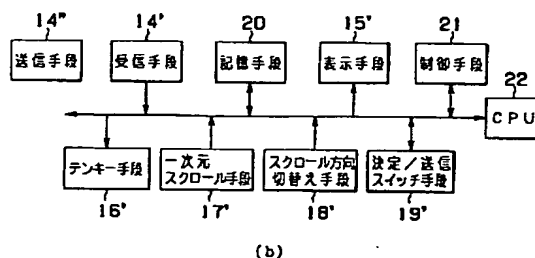 14" 14' 20 15' 21
送信手段 受信手段 記憶手段 表示手段 制御手段
22
CPU
テンキー手段 一次元スクロール手段 スクロール方向切替え手段 決定/送信スイッチ手段
16' 17' 18' 19'
(b)